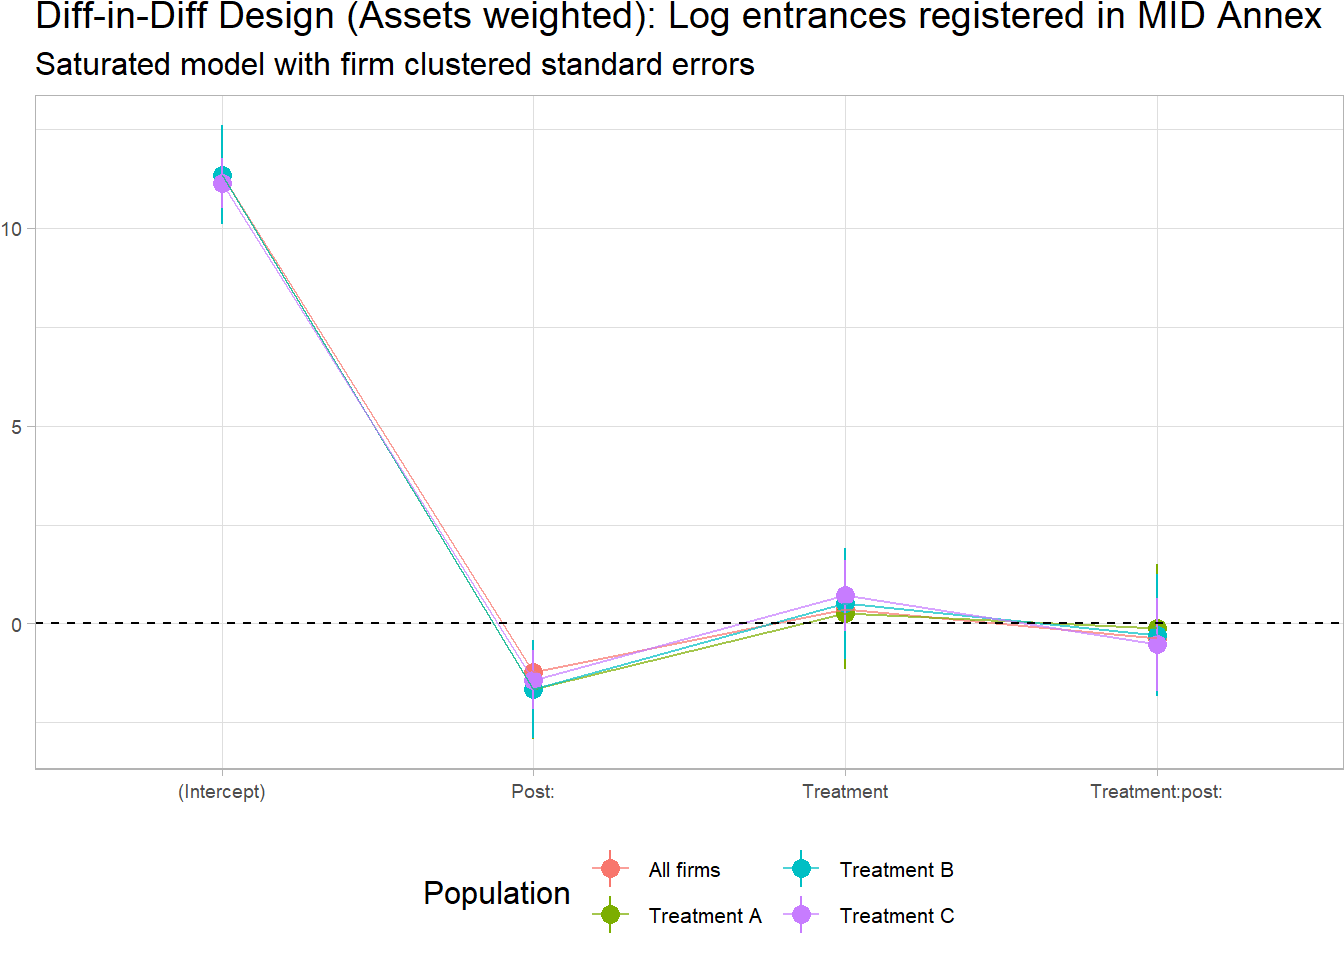 Diff-in-Diff Design (Assets weighted): Log entrances registered in MID Annex
Saturated model with firm clustered standard errors
10
5
0
(Intercept) Post: Treatment Treatment:post:
Population
All firms Treatment B
Treatment A Treatment C